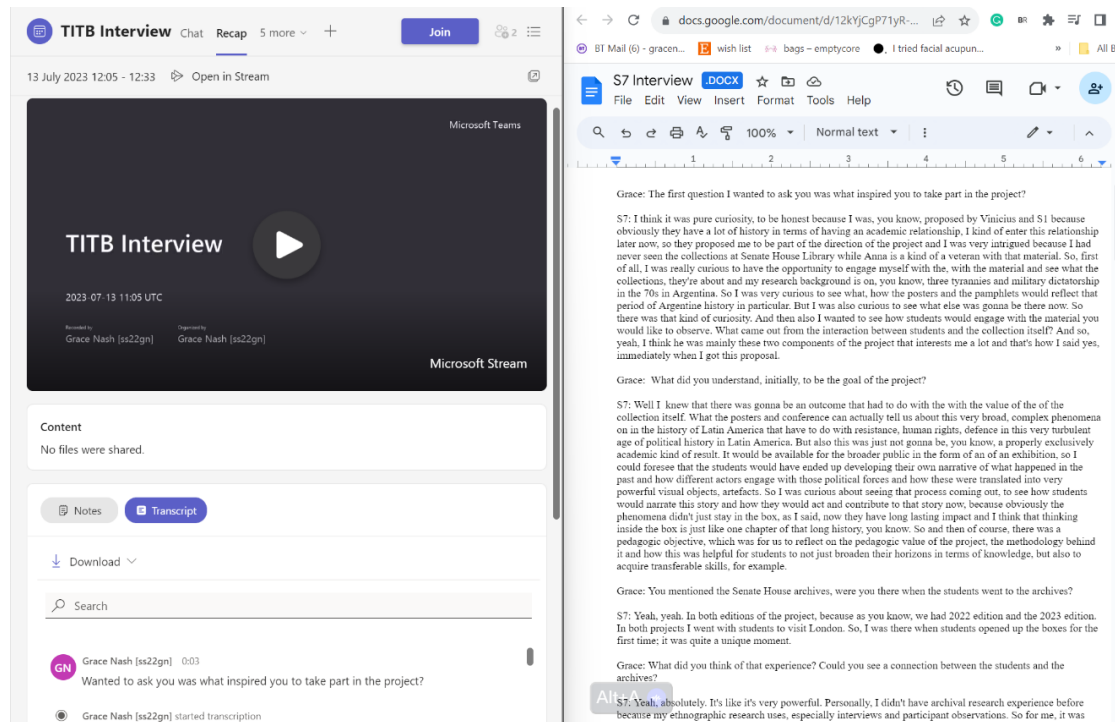 TITB Interview Chat Recap 5 more + Join 2
13 July 2023 12:05 - 12:33 Open in Stream
Microsoft Teams
TITB Interview
2023-07-13 11:05 UTC
Recorded by Organized by
Grace Nash [ss22gn] Grace Nash [ss22gn]
Microsoft Stream
Content
No files were shared.
Notes Transcript
Download
Search
GN
Grace Nash [ss22gn] 0:03
Wanted to ask you was what inspired you to take part in the project?
Grace Nash [ss22gn] started transcription
docs.google.com/document/d/12kYjCgP71yR-...
BT Mail (6) - gracen... wish list bags – emptycore I tried facial acupun... » All B
S7 Interview .DOCX
File Edit View Insert Format Tools Help
100% Normal text
1 2 3 4 5 6
Grace: The first question I wanted to ask you was what inspired you to take part in the project?
S7: I think it was pure curiosity, to be honest because I was, you know, proposed by Vinicius and S1 because
obviously they have a lot of history in terms of having an academic relationship, I kind of enter this relationship
later now, so they proposed me to be part of the direction of the project and I was very intrigued because I had
never seen the collections at Senate House Library while Anna is a kind of a veteran with that material. So, first
of all, I was really curious to have the opportunity to engage myself with the, with the material and see what the
collections, they're about and my research background is on, you know, three tyrannies and military dictatorship
in the 70s in Argentina. So I was very curious to see what, how the posters and the pamphlets would reflect that
period of Argentine history in particular. But I was also curious to see what else was gonna be there now. So
there was that kind of curiosity. And then also I wanted to see how students would engage with the material you
would like to observe. What came out from the interaction between students and the collection itself? And so,
yeah, I think he was mainly these two components of the project that interests me a lot and that's how I said yes,
immediately when I got this proposal.
Grace: What did you understand, initially, to be the goal of the project?
S7: Well I knew that there was gonna be an outcome that had to do with the with the value of the of the
collection itself. What the posters and conference can actually tell us about this very broad, complex phenomena
on in the history of Latin America that have to do with resistance, human rights, defence in this very turbulent
age of political history in Latin America. But also this was just not gonna be, you know, a properly exclusively
academic kind of result. It would be available for the broader public in the form of an of an exhibition, so I
could foresee that the students would have ended up developing their own narrative of what happened in the
past and how different actors engage with those political forces and how these were translated into very
powerful visual objects, artefacts. So I was curious about seeing that process coming out, to see how students
would narrate this story and how they would act and contribute to that story now, because obviously the
phenomena didn't just stay in the box, as I said, now they have long lasting impact and I think that thinking
inside the box is just like one chapter of that long history, you know. So and then of course, there was a
pedagogic objective, which was for us to reflect on the pedagogic value of the project, the methodology behind
it and how this was helpful for students to not just broaden their horizons in terms of knowledge, but also to
acquire transferable skills, for example.
Grace: You mentioned the Senate House archives, were you there when the students went to the archives?
S7: Yeah, yeah. In both editions of the project, because as you know, we had 2022 edition and the 2023 edition.
In both projects I went with students to visit London. So, I was there when students opened up the boxes for the
first time; it was quite a unique moment.
Grace: What did you think of that experience? Could you see a connection between the students and the
archives?
Alt+A
S7: Yeah, absolutely. It's like it's very powerful. Personally, I didn't have archival research experience before
because my ethnographic research uses, especially interviews and participant observations. So for me, it was